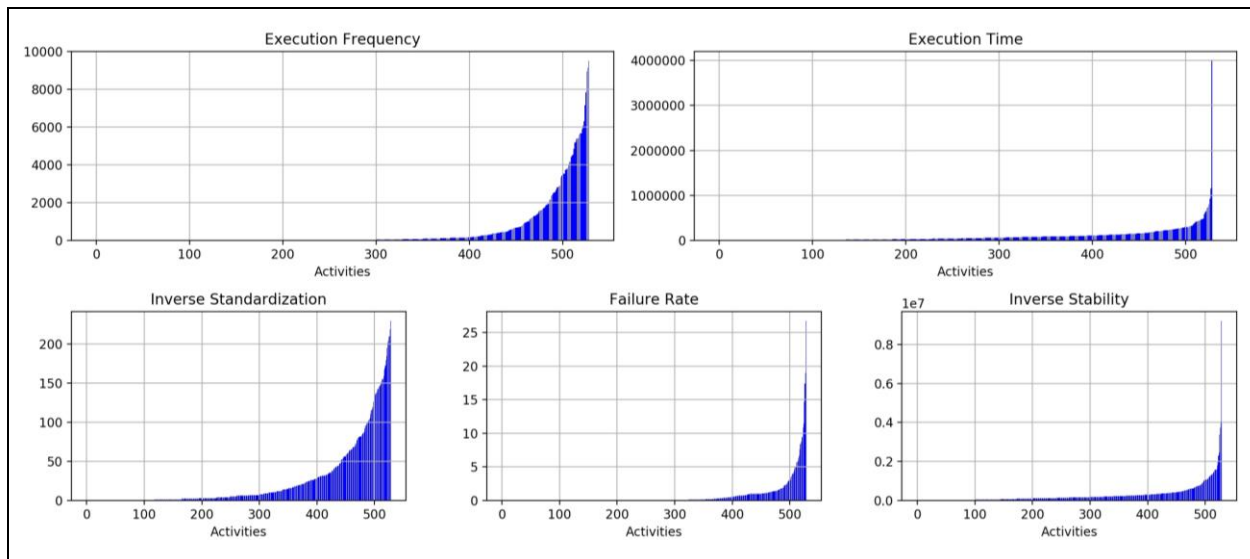 Execution Frequency
10000
8000
6000
4000
2000
0
0 100 200 300 400 500
Activities
Execution Time
4000000
3000000
2000000
1000000
0
0 100 200 300 400 500
Activities
Inverse Standardization
200
150
100
50
0
0 100 200 300 400 500
Activities
Failure Rate
25
20
15
10
5
0
0 100 200 300 400 500
Activities
Inverse Stability
1e7
0.8
0.6
0.4
0.2
0.0
0 100 200 300 400 500
Activities